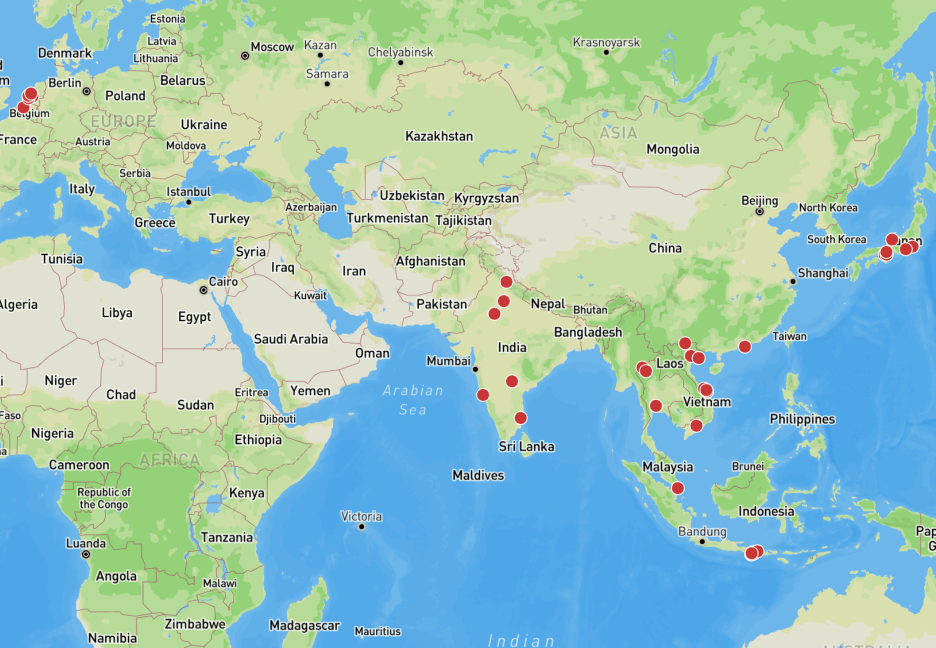 Estonia
Latvia
Moscow
Kazan
Krasnoyarsk
Denmark
Chelyabinsk
Lithuania
Samara
Berlin
Belarus
Poland
Belgium
EUROPE
Ukraine
ASIA
France
Austria
Moldova
Kazakhstan
Mongolia
Serbia
Italy
Istanbul
Uzbekistan
Kyrgyzstan
Beijing
Azerbaijan
North Korea
Greece
Turkey
Turkmenistan
Tajikistan
South Korea
Syria
China
Tunisia
Iraq
Iran
Afghanistan
Shanghai
Cairo
Kuwait
Pakistan
Nepal
Bhutan
Algeria
Libya
Egypt
Bangladesh
Taiwan
Saudi Arabia
Oman
India
Mumbai
Laos
Niger
Chad
Eritrea
Yemen
Arabian
Sea
Sudan
Vietnam
Faso
Djibouti
Philippines
Nigeria
Ethiopia
Sri Lanka
Cameroon
AFRICA
Maldives
Malaysia
Brunei
Republic of
the Congo
Kenya
Victoria
Indonesia
Luanda
Tanzania
Bandung
Angola
Malawi
Zimbabwe
Madagascar
Mauritius
Namibia
Indian